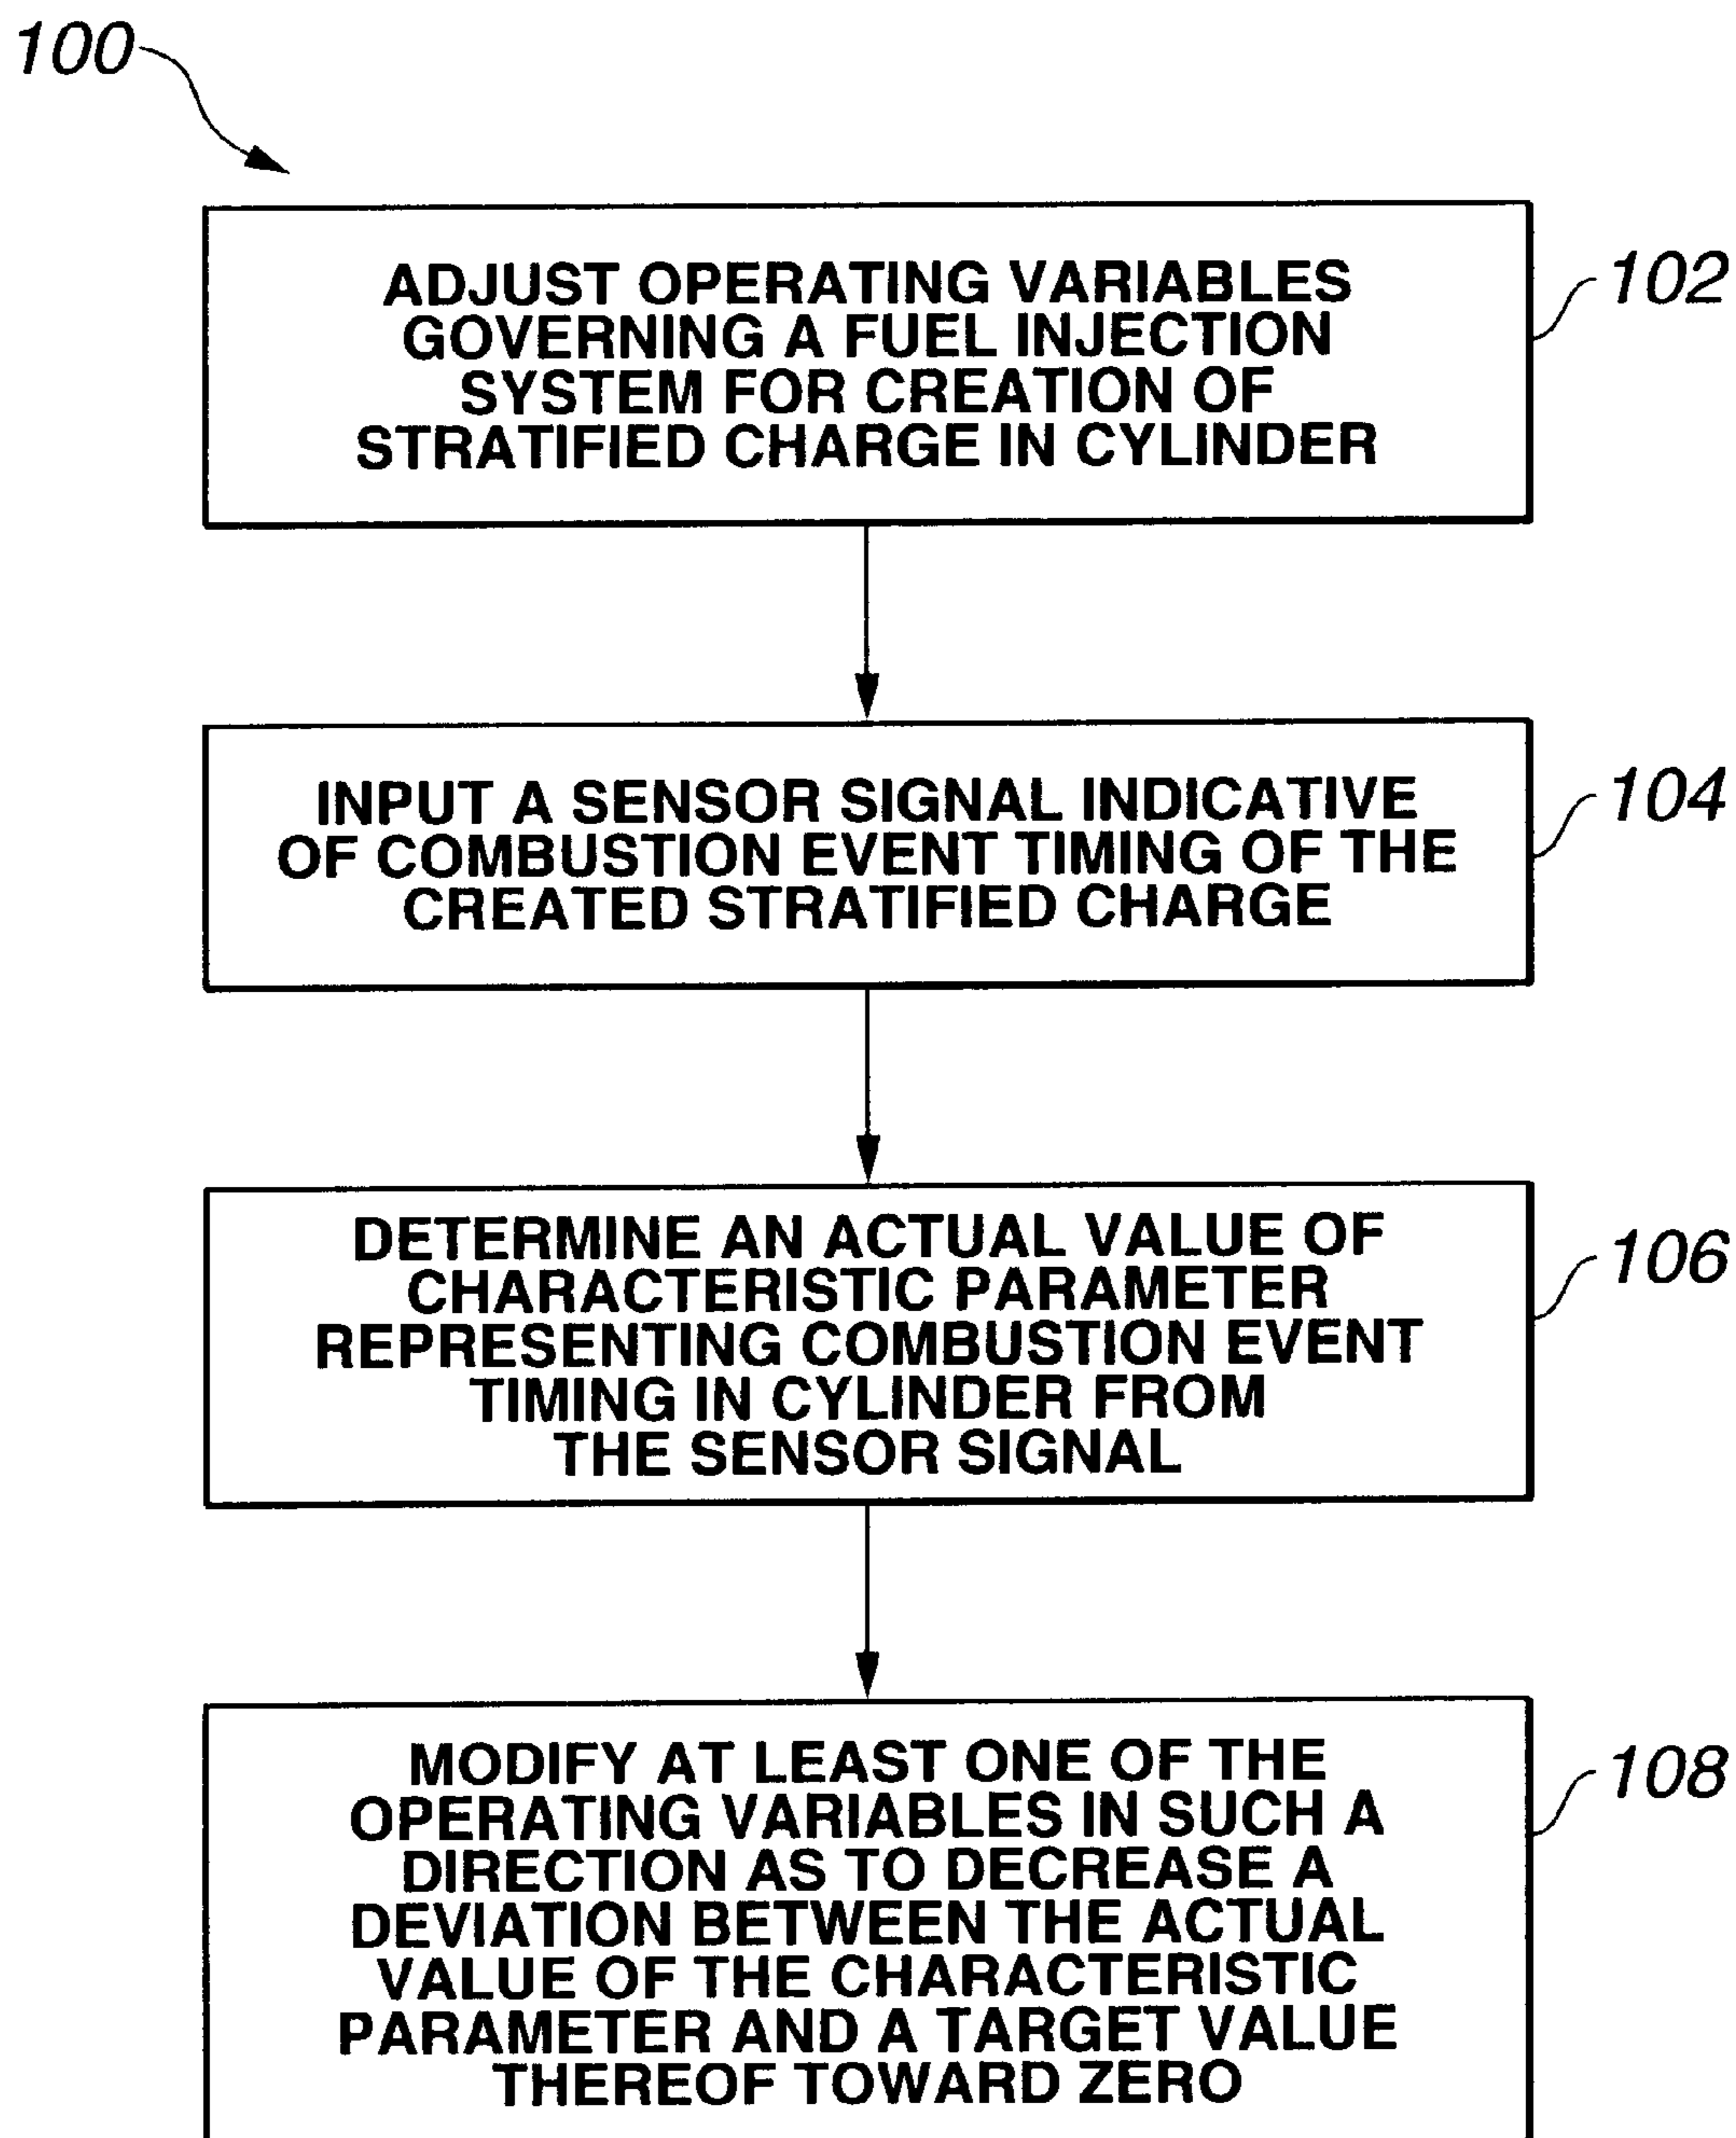 100
ADJUST OPERATING VARIABLES
GOVERNING A FUEL INJECTION
SYSTEM FOR CREATION OF
STRATIFIED CHARGE IN CYLINDER
102
INPUT A SENSOR SIGNAL INDICATIVE
OF COMBUSTION EVENT TIMING OF THE
CREATED STRATIFIED CHARGE
104
DETERMINE AN ACTUAL VALUE OF
CHARACTERISTIC PARAMETER
REPRESENTING COMBUSTION EVENT
TIMING IN CYLINDER FROM
THE SENSOR SIGNAL
106
MODIFY AT LEAST ONE OF THE
OPERATING VARIABLES IN SUCH A
DIRECTION AS TO DECREASE A
DEVIATION BETWEEN THE ACTUAL
VALUE OF THE CHARACTERISTIC
PARAMETER AND A TARGET VALUE
THEREOF TOWARD ZERO
108